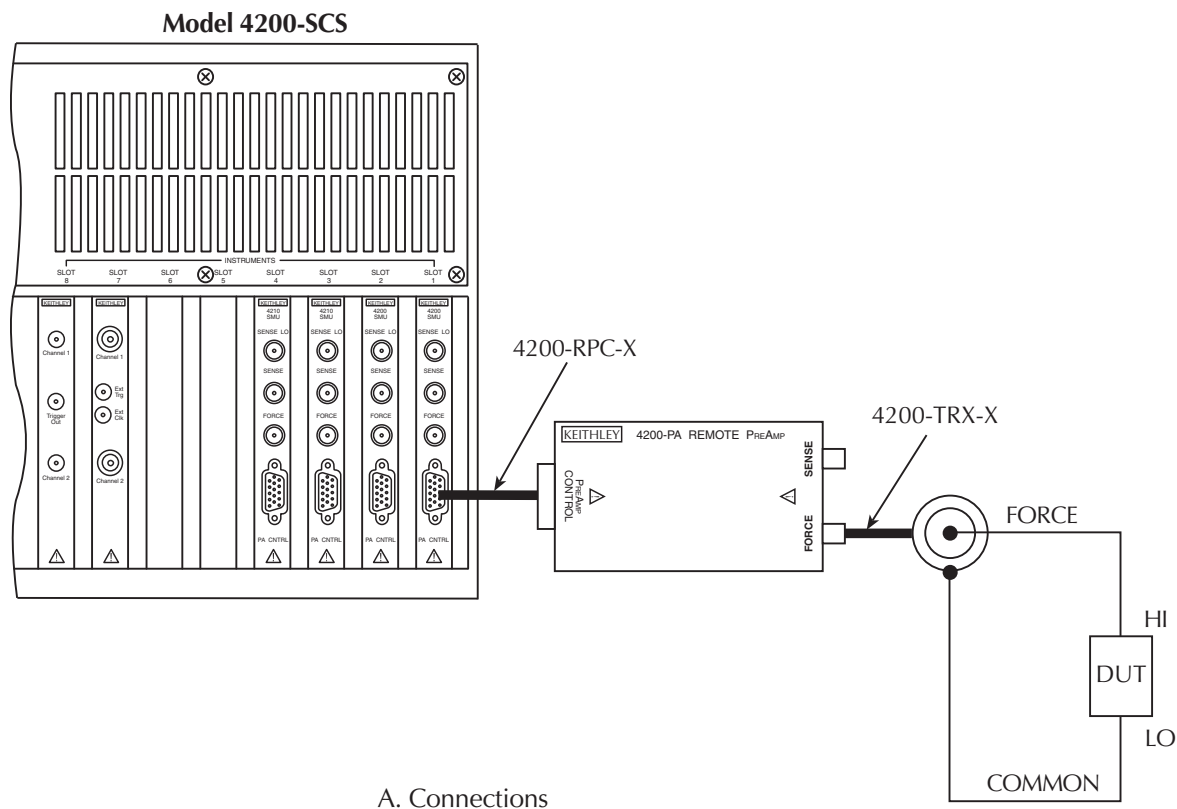 Model 4200-SCS
INSTRUMENTS
SLOT 8
SLOT 7
SLOT 6
SLOT 5
SLOT 4
SLOT 3
SLOT 2
SLOT 1
KEITHLEY
Channel 1
Trigger Out
Channel 2
KEITHLEY
Channel 1
Ext Trg
Ext Clk
Channel 2
KEITHLEY
4210 SMU
SENSE LO
SENSE
FORCE
PA CNTRL
KEITHLEY
4210 SMU
SENSE LO
SENSE
FORCE
PA CNTRL
KEITHLEY
4200 SMU
SENSE LO
SENSE
FORCE
PA CNTRL
KEITHLEY
4200 SMU
SENSE LO
SENSE
FORCE
PA CNTRL
4200-RPC-X
KEITHLEY 4200-PA REMOTE PREAMP
PREAMP CONTROL
SENSE
FORCE
4200-TRX-X
FORCE
HI
DUT
LO
COMMON
A. Connections